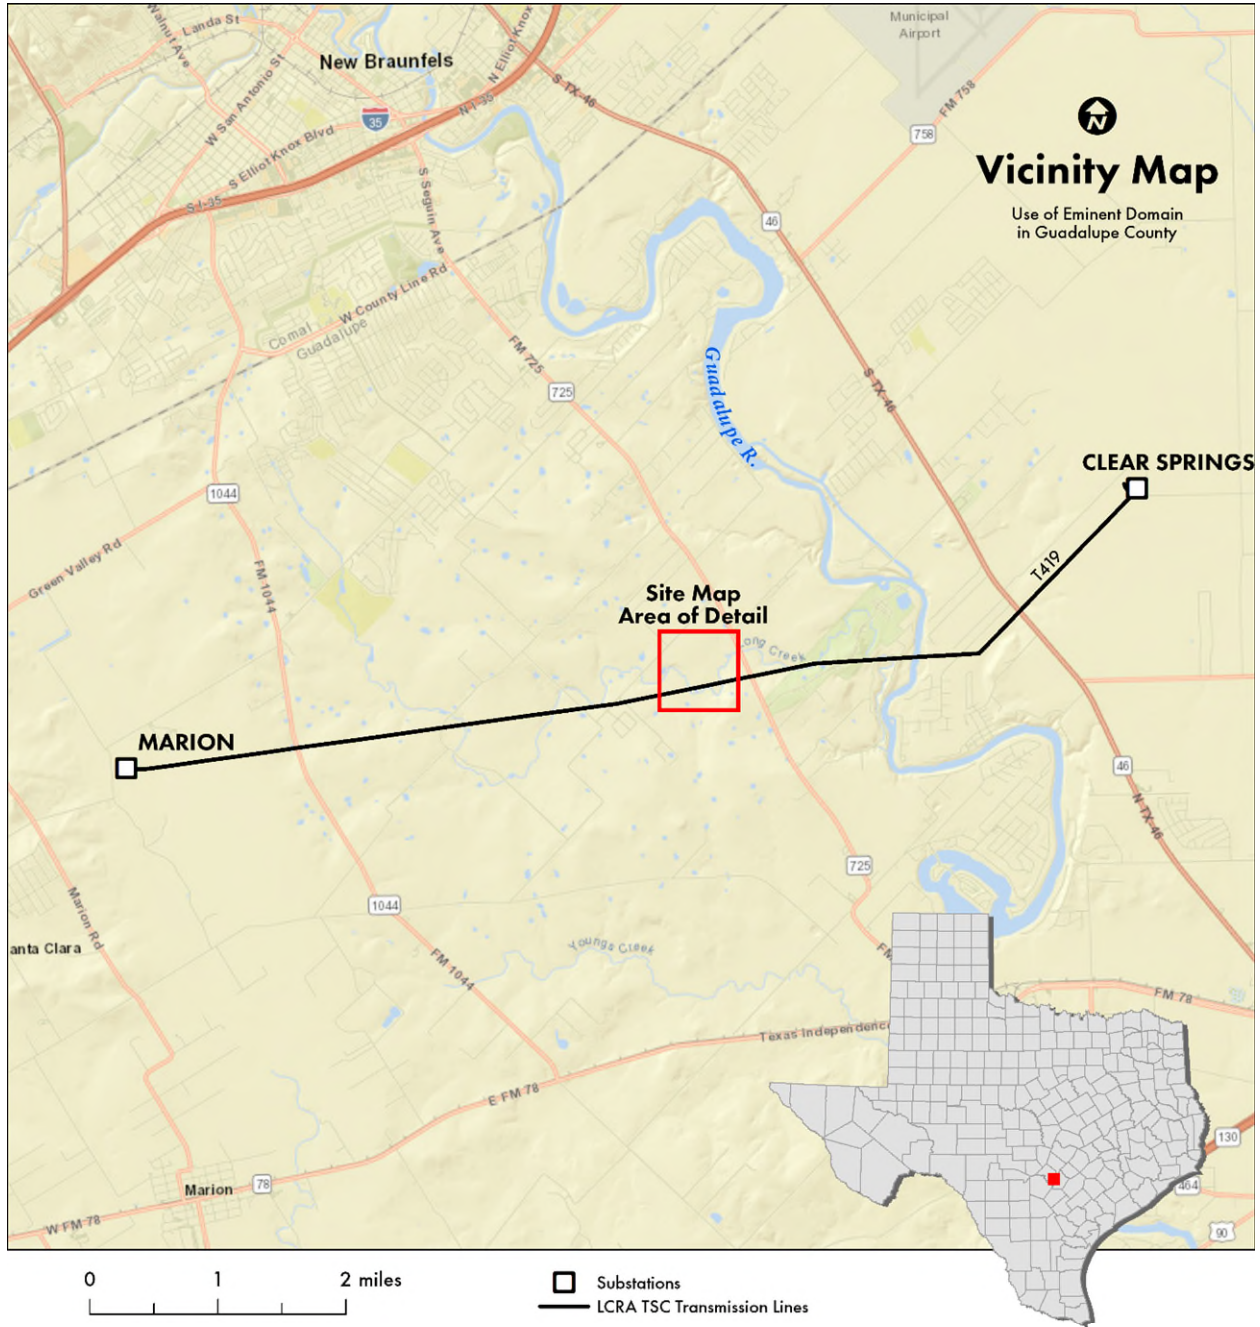 Municipal
Airport
Landa St
Walnut Ave
W San Antonio St
New Braunfels
N Elliot Knox
N I-35
35
S Elliot Knox Blvd
S I-35
S TX-46
FM 758
758
N
Vicinity Map
Use of Eminent Domain
in Guadalupe County
S Seguin Ave
46
W County Line Rd
Comal
Guadalupe
FM 725
725
Guadalupe R.
S TX-46
CLEAR SPRINGS
1044
Green Valley Rd
FM 1044
T419
Site Map
Area of Detail
Long Creek
MARION
46
N TX-46
725
Marion Rd
1044
anta Clara
Youngs Creek
FM 1044
FM
FM 78
Texas Independence
E FM 78
130
464
Marion
78
W FM 78
90
0 1 2 miles
Substations
LCRA TSC Transmission Lines